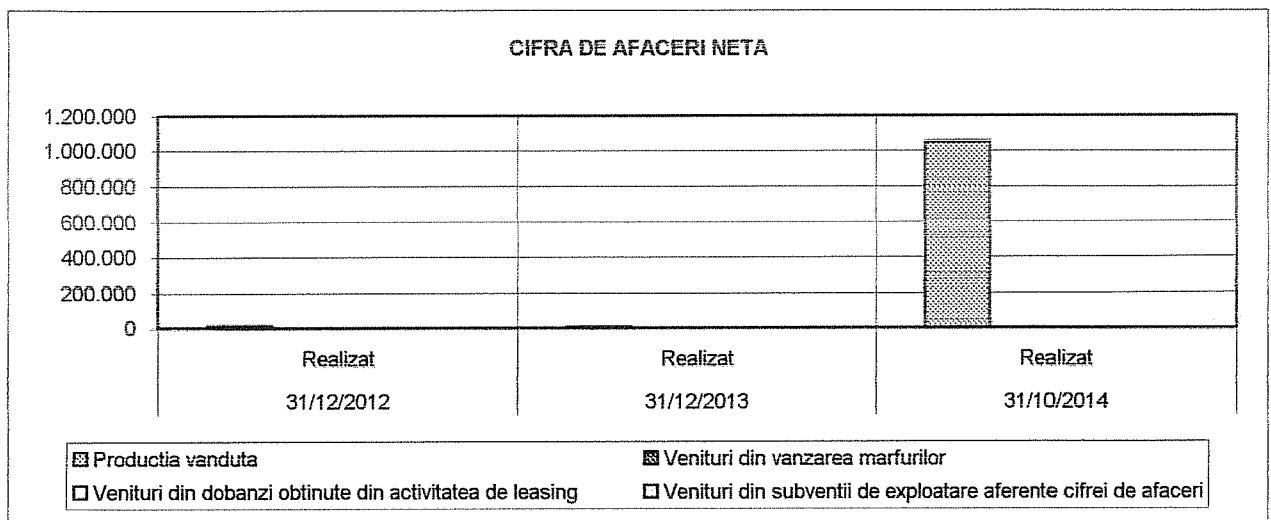 CIFRA DE AFACERI NETA
1.200.000
1.000.000
800.000
600.000
400.000
200.000
0
Realizat Realizat Realizat
31/12/2012 31/12/2013 31/10/2014
Productia vanduta Venituri din vanzarea marfurilor
Venituri din dobanzi obtinute din activitatea de leasing Venituri din subventii de exploatare aferente cifrei de afaceri